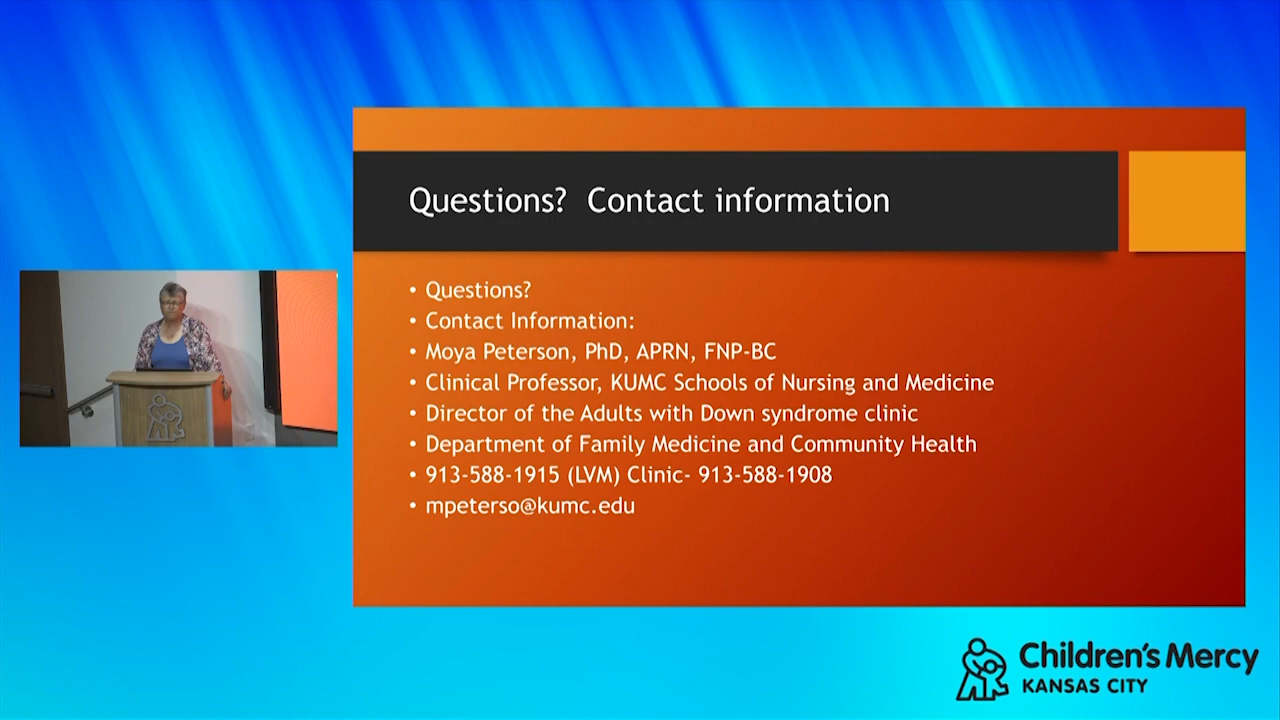 Questions? Contact information
• Questions?
• Contact Information:
• Moya Peterson, PhD, APRN, FNP-BC
• Clinical Professor, KUMC Schools of Nursing and Medicine
• Director of the Adults with Down syndrome clinic
• Department of Family Medicine and Community Health
• 913-588-1915 (LVM) Clinic- 913-588-1908
• mpeterso@kumc.edu
Children's Mercy
KANSAS CITY